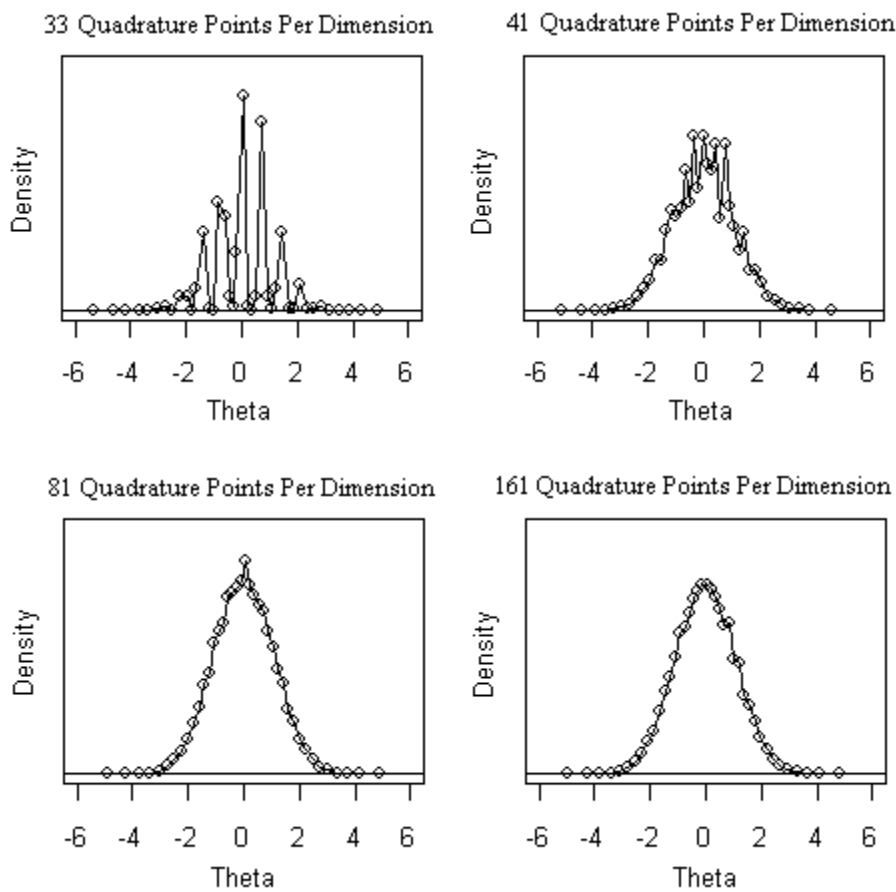 33 Quadrature Points Per Dimension
Density
-6 -4 -2 0 2 4 6
Theta
41 Quadrature Points Per Dimension
Density
-6 -4 -2 0 2 4 6
Theta
81 Quadrature Points Per Dimension
Density
-6 -4 -2 0 2 4 6
Theta
161 Quadrature Points Per Dimension
Density
-6 -4 -2 0 2 4 6
Theta